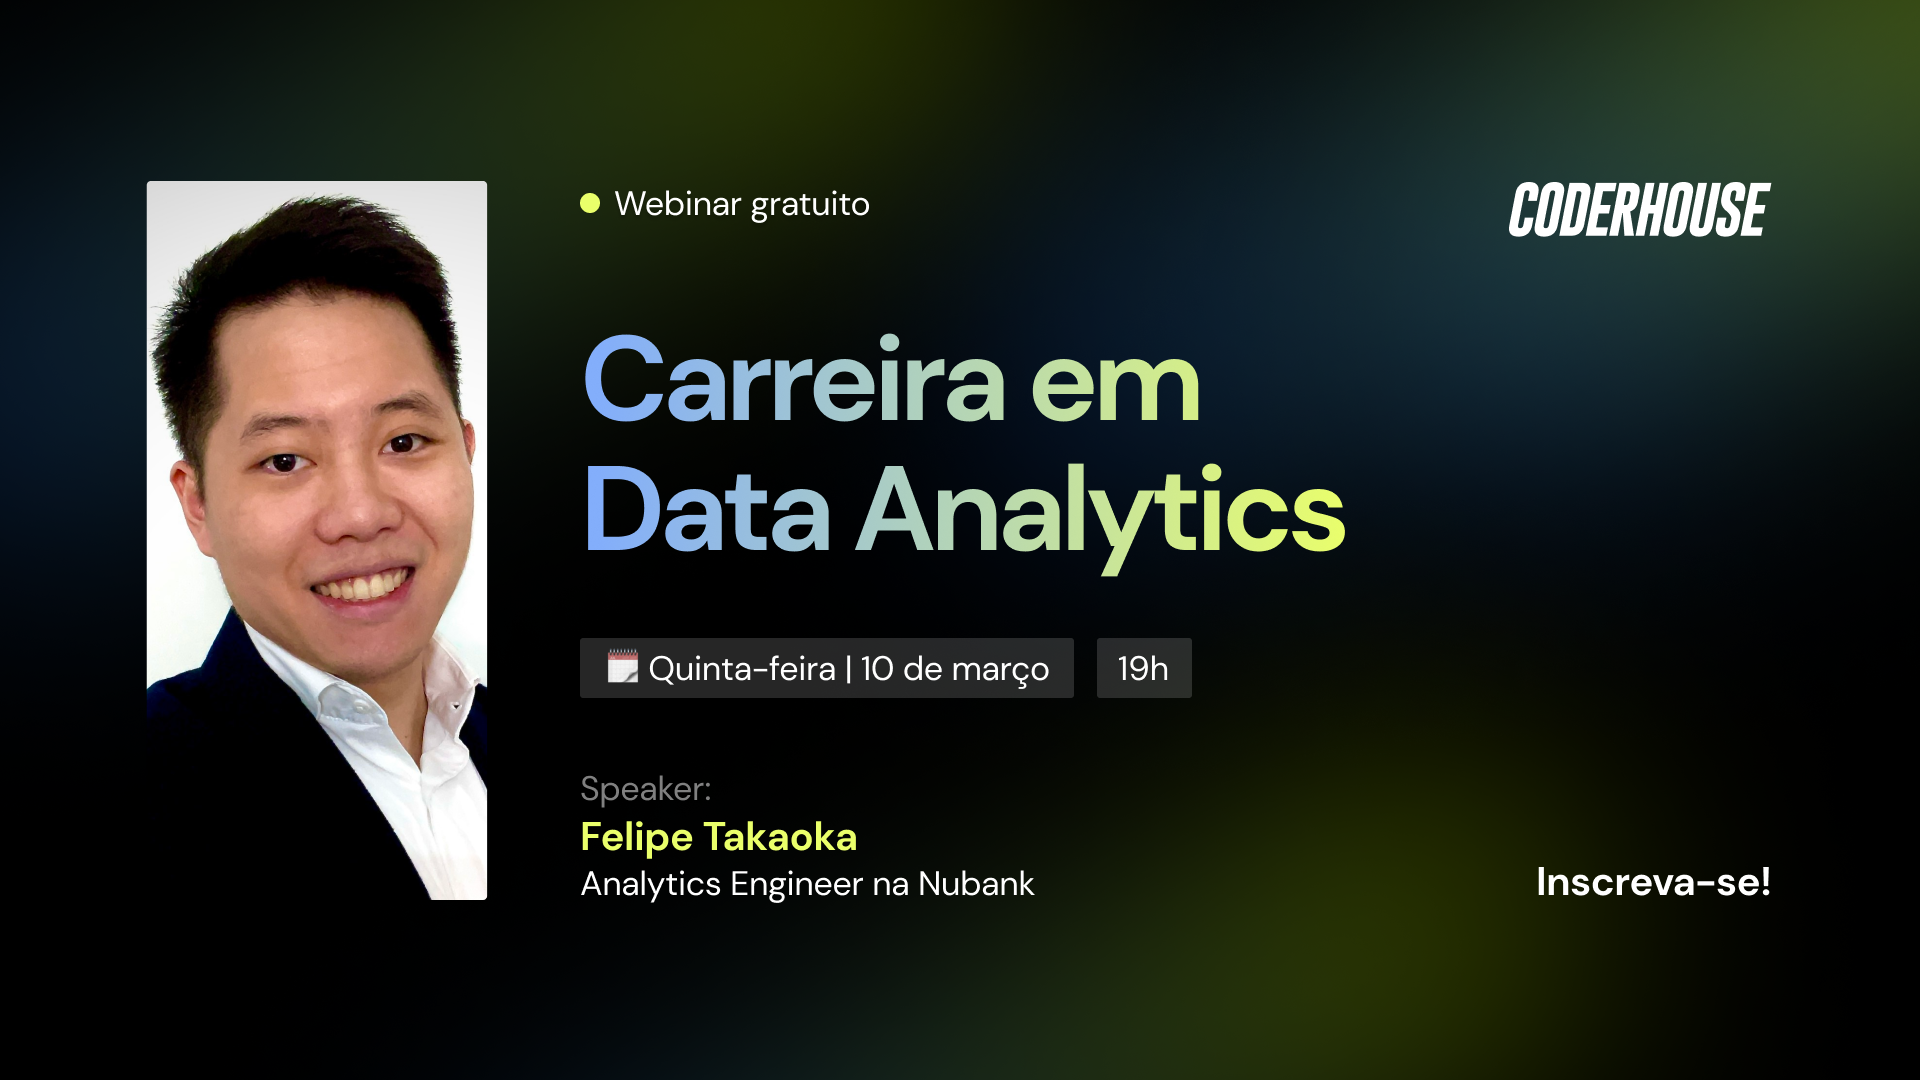 Webinar gratuito
CODERHOUSE
Carreira em
Data Analytics
Quinta-feira | 10 de março
19h
Speaker:
Felipe Takaoka
Analytics Engineer na Nubank
Inscreva-se!